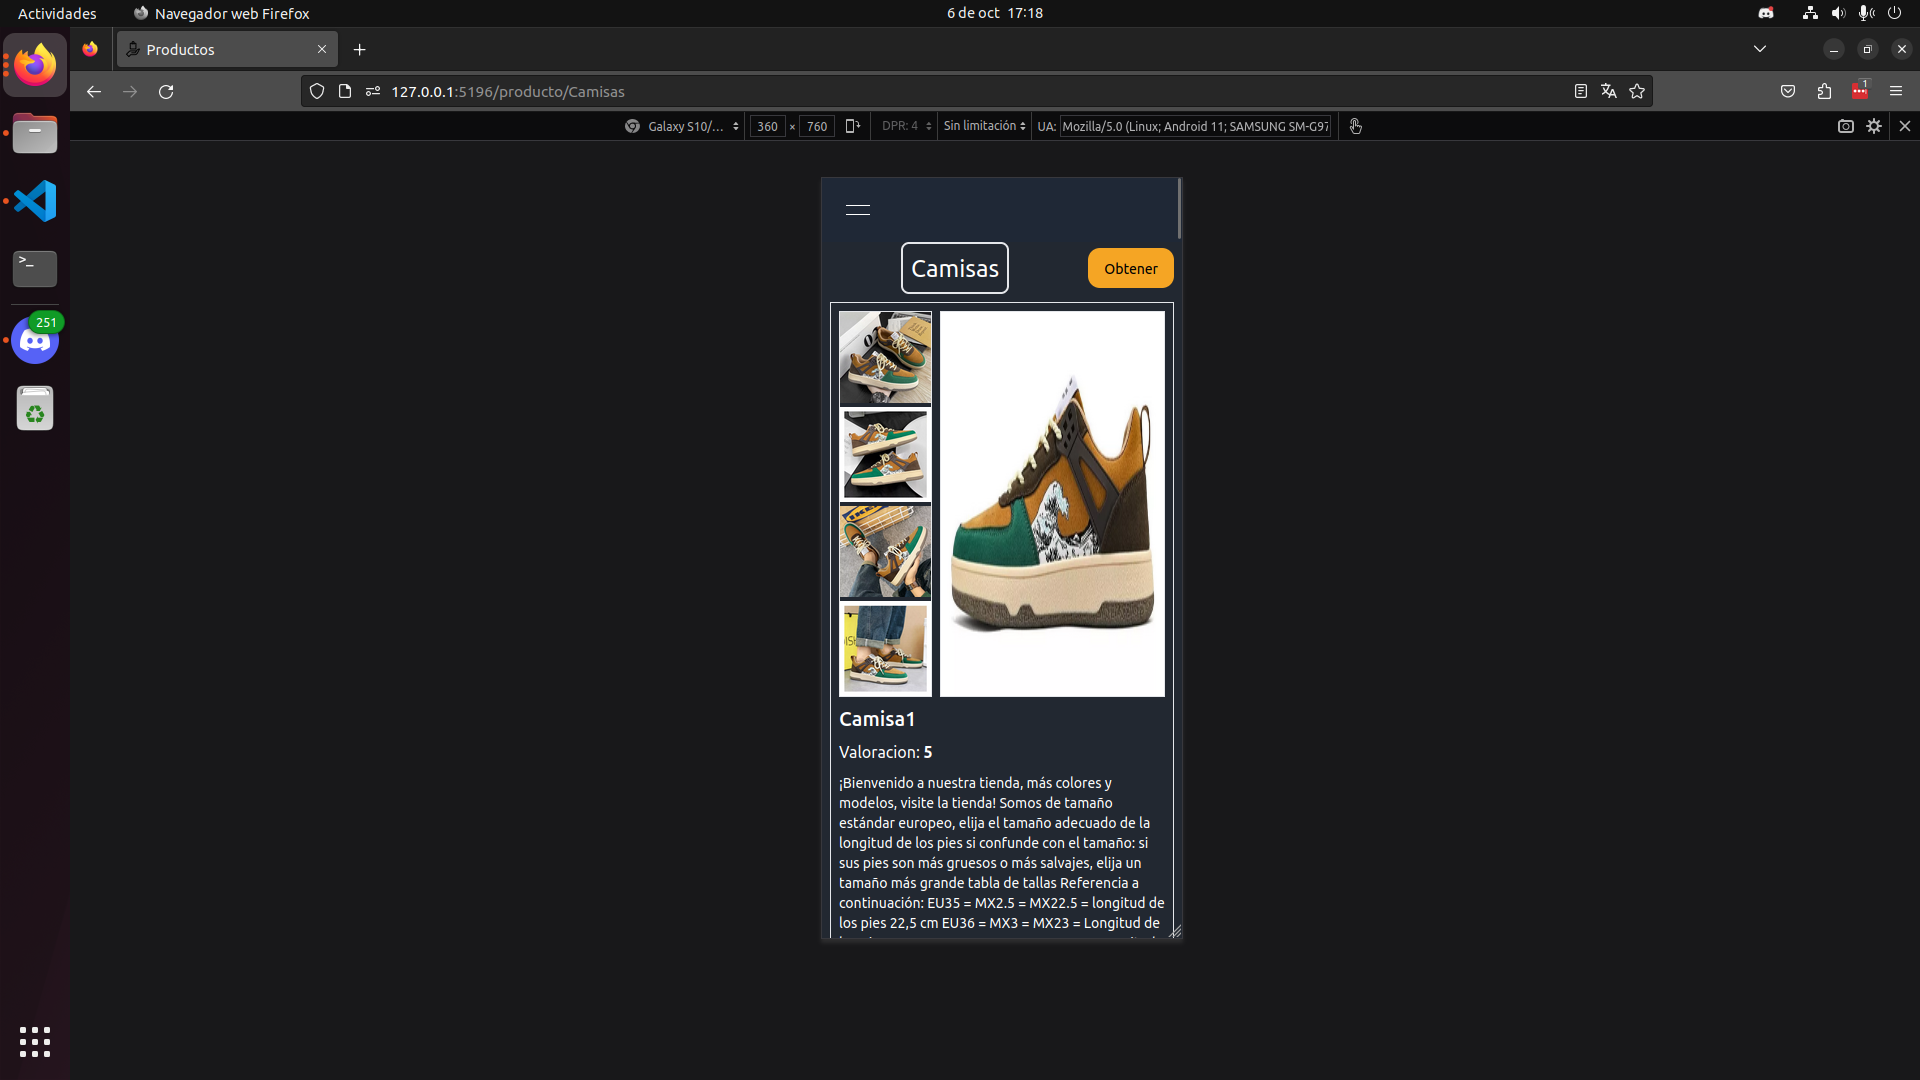 Actividades
Navegador web Firefox
6 de oct 17:18
Productos
127.0.0.1:5196/producto/Camisas
1
Galaxy S10/...
360 × 760
DPR: 4
Sin limitación
UA: Mozilla/5.0 (Linux; Android 11; SAMSUNG SM-G97
251
Camisas
Obtener
IKE
Camisa1
Valoracion: 5
¡Bienvenido a nuestra tienda, más colores y
modelos, visite la tienda! Somos de tamaño
estándar europeo, elija el tamaño adecuado de la
longitud de los pies si confunde con el tamaño: si
sus pies son más gruesos o más salvajes, elija un
tamaño más grande tabla de tallas Referencia a
continuación: EU35 = MX2.5 = MX22.5 = longitud de
los pies 22,5 cm EU36 = MX3 = MX23 = Longitud de